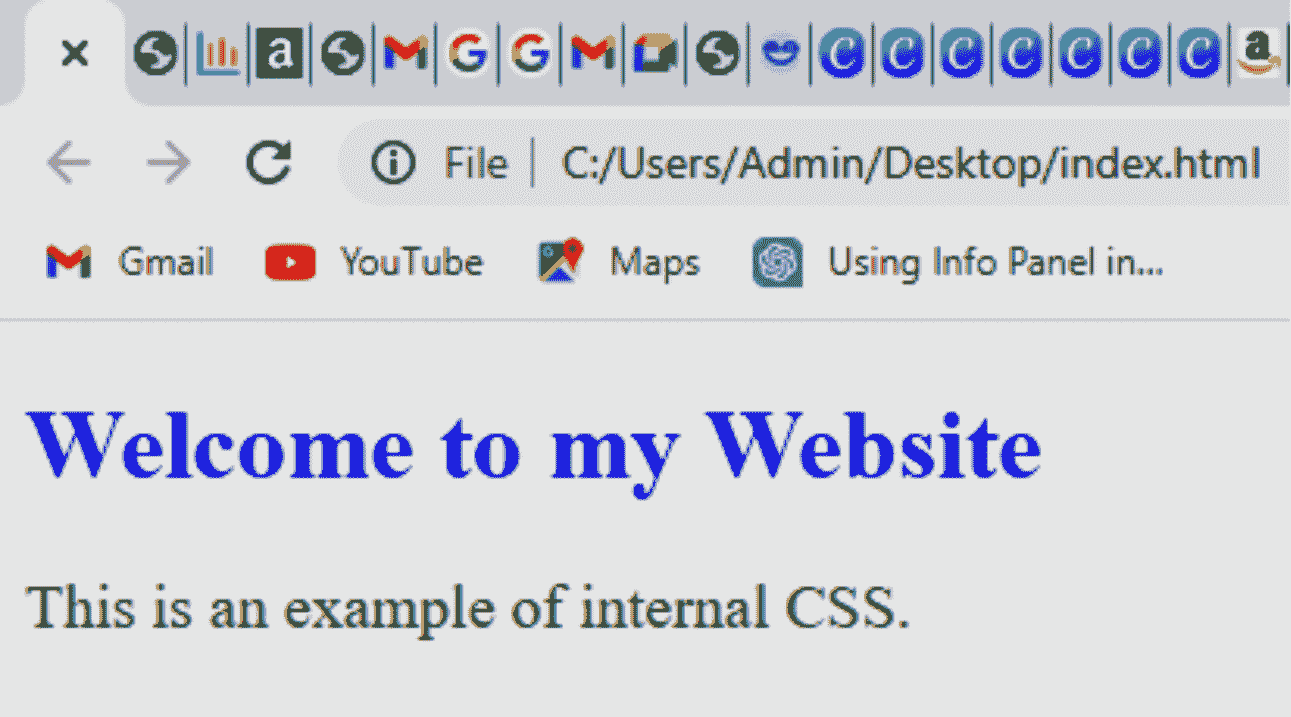 File C:/Users/Admin/Desktop/index.html
Gmail YouTube Maps Using Info Panel in...
Welcome to my Website
This is an example of internal CSS.